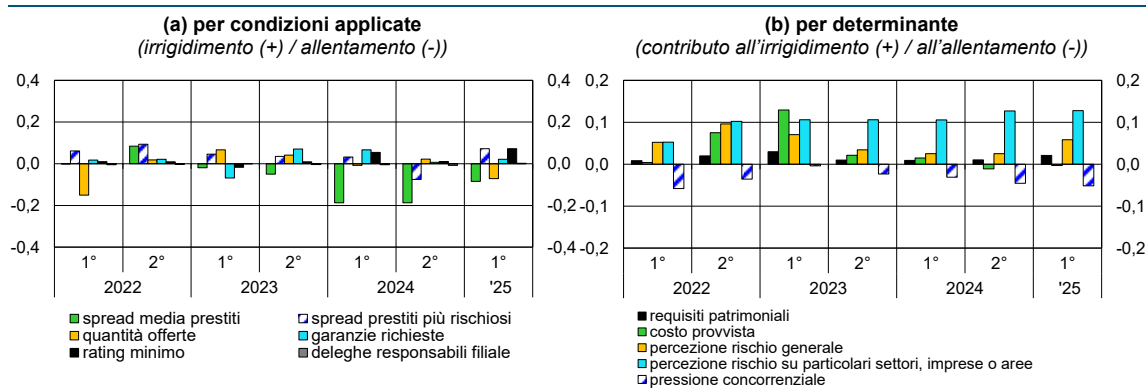 (a) per condizioni applicate
(irrigidimento (+) / allentamento (-))
0,4 0,4
0,2 0,2
0,0 0,0
-0,2 -0,2
-0,4 -0,4
1° 2° 1° 2° 1° 2° 1°
2022 2023 2024 '25
spread media prestiti spread prestiti più rischiosi
quantità offerte garanzie richieste
rating minimo deleghe responsabili filiale
(b) per determinante
(contributo all'irrigidimento (+) / all'allentamento (-))
0,2 0,2
0,1 0,1
0,0 0,0
-0,1 -0,1
-0,2 -0,2
1° 2° 1° 2° 1° 2° 1°
2022 2023 2024 '25
requisiti patrimoniali
costo provvista
percezione rischio generale
percezione rischio su particolari settori, imprese o aree
pressione concorrenziale